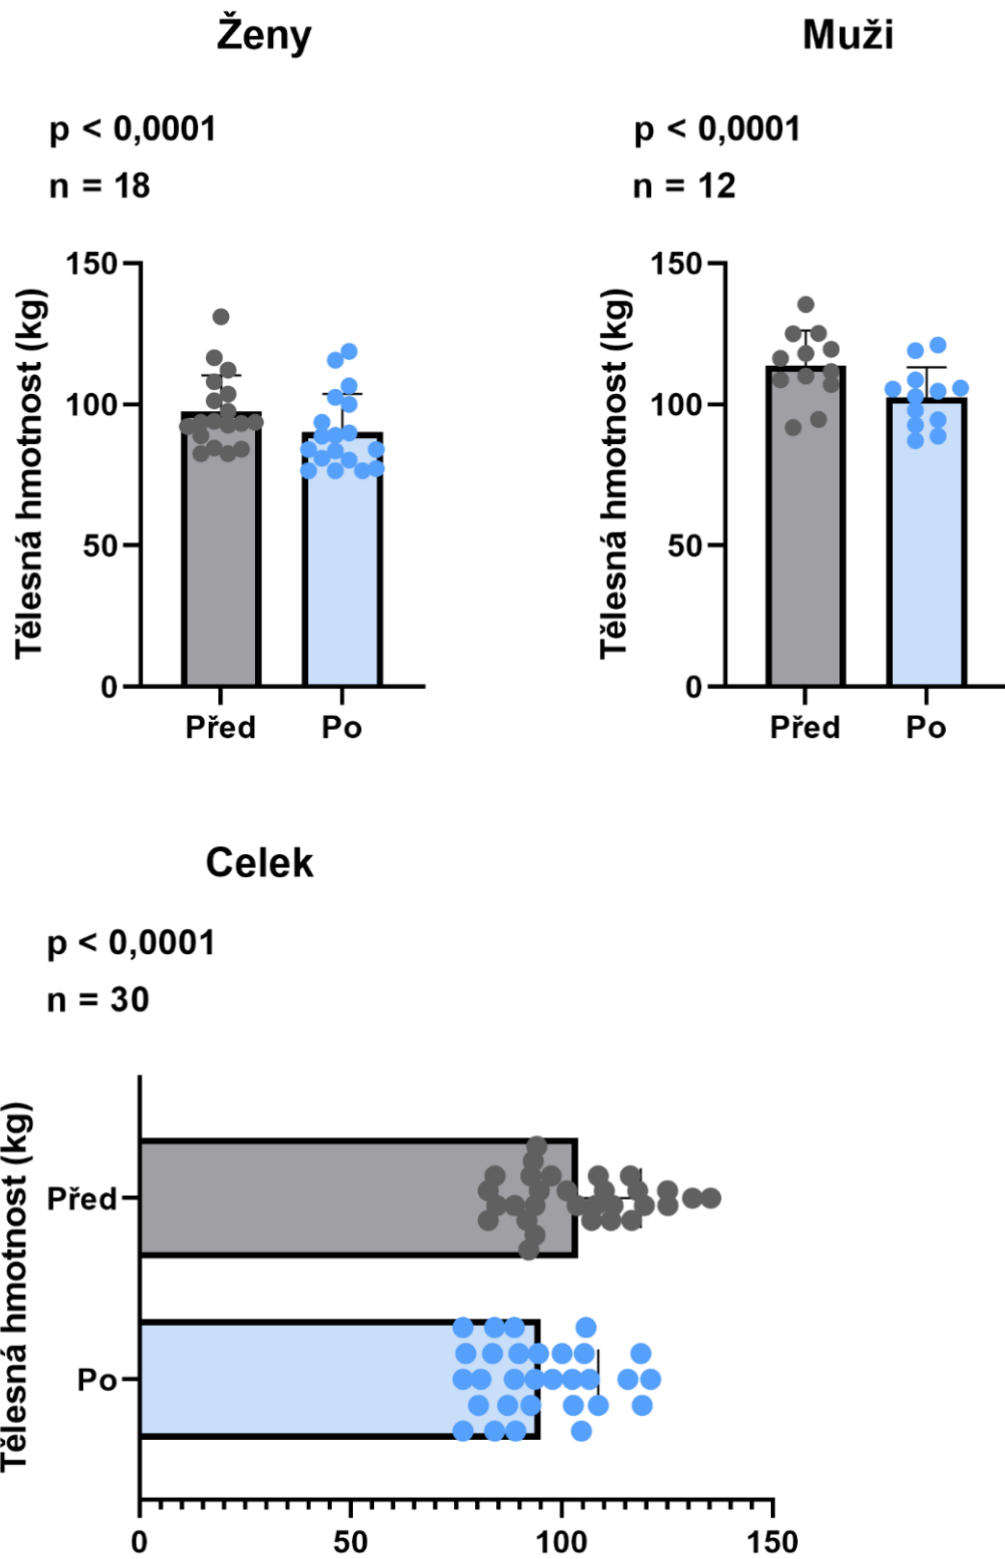 Ženy
p < 0,0001
n = 18
Tělesná hmotnost (kg)
150
100
50
0
Před
Po
Muži
p < 0,0001
n = 12
Tělesná hmotnost (kg)
150
100
50
0
Před
Po
Celek
p < 0,0001
n = 30
Tělesná hmotnost (kg)
Před
Po
0
50
100
150